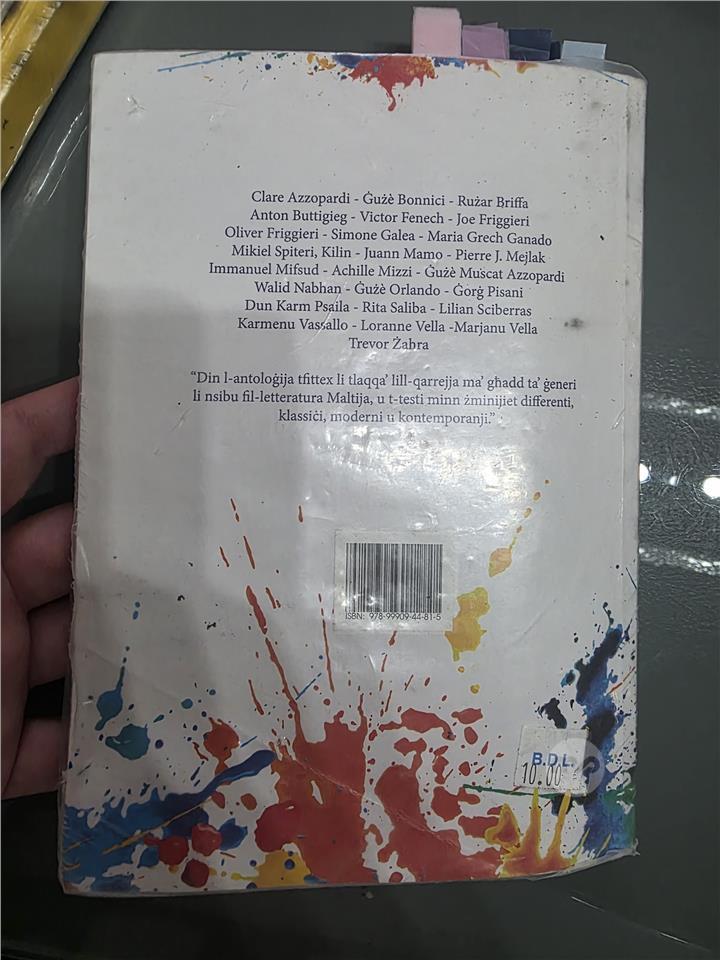 Clare Azzopardi - Ġużè Bonnici - Rużar Briffa
Anton Buttigieg - Victor Fenech - Joe Friggieri
Oliver Friggieri - Simone Galea - Maria Grech Ganado
Mikiel Spiteri, Kilin - Juann Mamo - Pierre J. Mejlak
Immanuel Mifsud - Achille Mizzi - Ġużè Muscat Azzopardi
Walid Nabhan - Ġużè Orlando - Ġorġ Pisani
Dun Karm Psaila - Rita Saliba - Lilian Sciberras
Karmenu Vassallo - Loranne Vella -Marjanu Vella
Trevor Żahra
“Din l-antoloġija tfittex li tlaqqa’ lill-qarrejja ma’ għadd ta’ ġeneri
li nsibu fil-letteratura Maltija, u t-testi minn żminijiet differenti,
klassiċi, moderni u kontemporanji.”
ISBN: 978-99909-44-81-5
B.D.L.
10.00